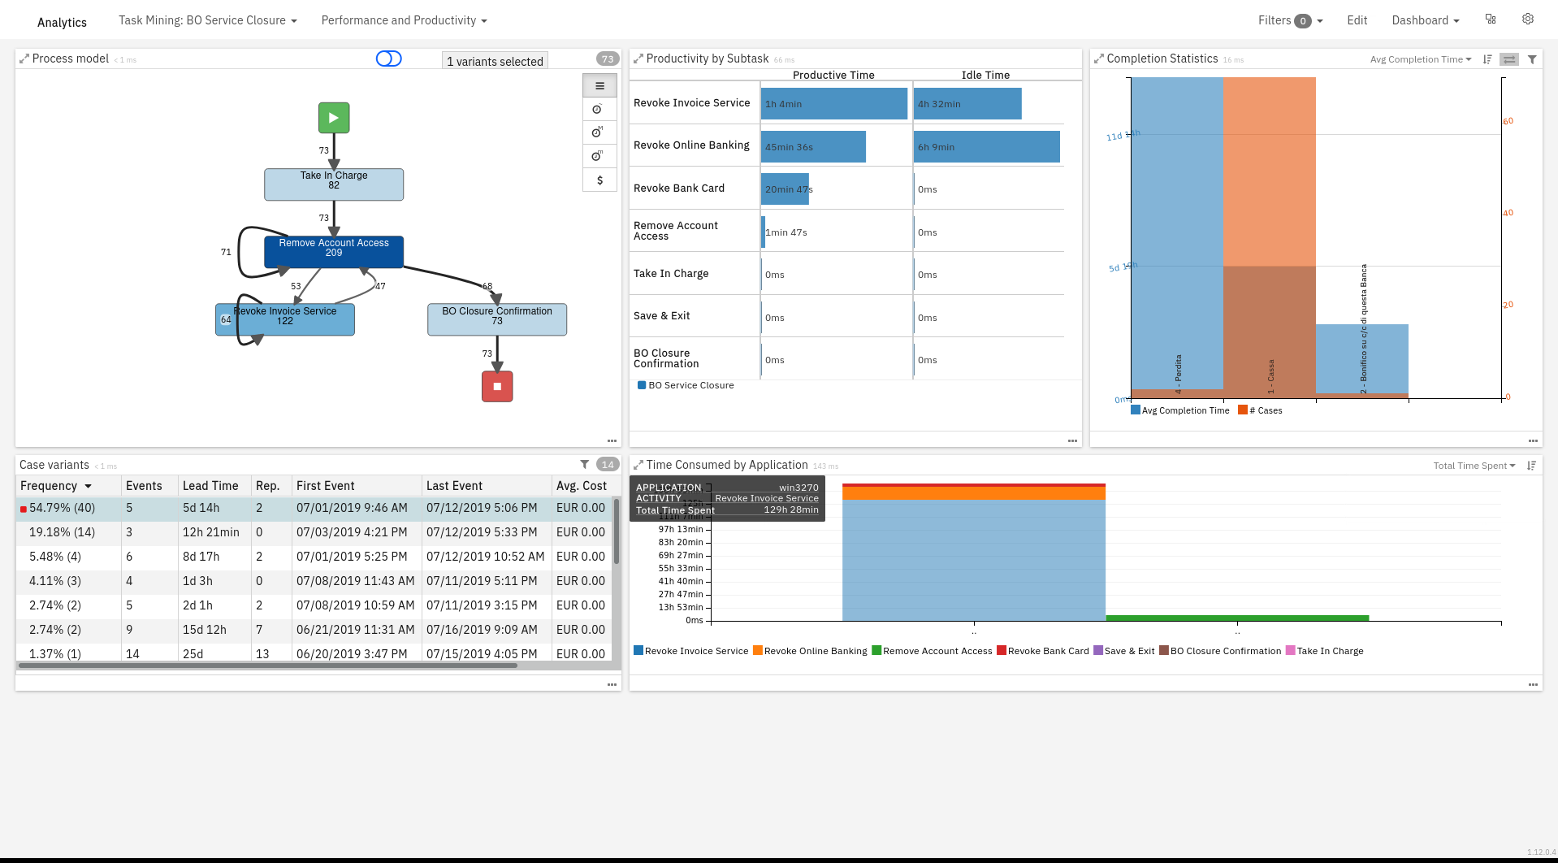 Analytics
Task Mining: BO Service Closure
Performance and Productivity
Filters 0
Edit
Dashboard
Process model < 1 ms
1 variants selected
73
73
Take In Charge
82
73
Remove Account Access
209
71
53
47
68
Revoke Invoice Service
122
64
BO Closure Confirmation
73
73
$
Productivity by Subtask 66 ms
Productive Time Idle Time
Revoke Invoice Service 1h 4min 4h 32min
Revoke Online Banking 45min 36s 6h 9min
Revoke Bank Card 20min 47s 0ms
Remove Account
Access
1min 47s 0ms
Take In Charge 0ms 0ms
Save & Exit 0ms 0ms
BO Closure
Confirmation
0ms 0ms
BO Service Closure
Completion Statistics 16 ms
Avg Completion Time
60
40
20
0
0ms
4 - Perdita
1 - Cassa
2 - Bonifico su c/c di questa Banca
Avg Completion Time # Cases
Case variants < 1 ms
14
Frequency Events Lead Time Rep. First Event Last Event Avg. Cost
54.79% (40) 5 5d 14h 2 07/01/2019 9:46 AM 07/12/2019 5:06 PM EUR 0.00
19.18% (14) 3 12h 21min 0 07/03/2019 4:21 PM 07/12/2019 5:06 PM EUR 0.00
5.48% (4) 6 8d 17h 2 07/01/2019 5:25 PM 07/12/2019 10:52 AM EUR 0.00
4.11% (3) 4 1d 3h 0 07/08/2019 11:43 AM 07/11/2019 5:11 PM EUR 0.00
2.74% (2) 5 2d 1h 2 07/08/2019 10:59 AM 07/11/2019 3:15 PM EUR 0.00
2.74% (2) 9 15d 12h 7 06/21/2019 11:31 AM 07/16/2019 9:09 AM EUR 0.00
1.37% (1) 14 25d 13 06/20/2019 3:47 PM 07/15/2019 4:05 PM EUR 0.00
Time Consumed by Application 143 ms
Total Time Spent
APPLICATION win3270
ACTIVITY Revoke Invoice Service
Total Time Spent 129h 28min
97h 13min
83h 20min
69h 27min
55h 33min
41h 40min
27h 47min
13h 53min
0ms
..
..
Revoke Invoice Service Revoke Online Banking Remove Account Access Revoke Bank Card Save & Exit BO Closure Confirmation Take In Charge
1.12.0.4